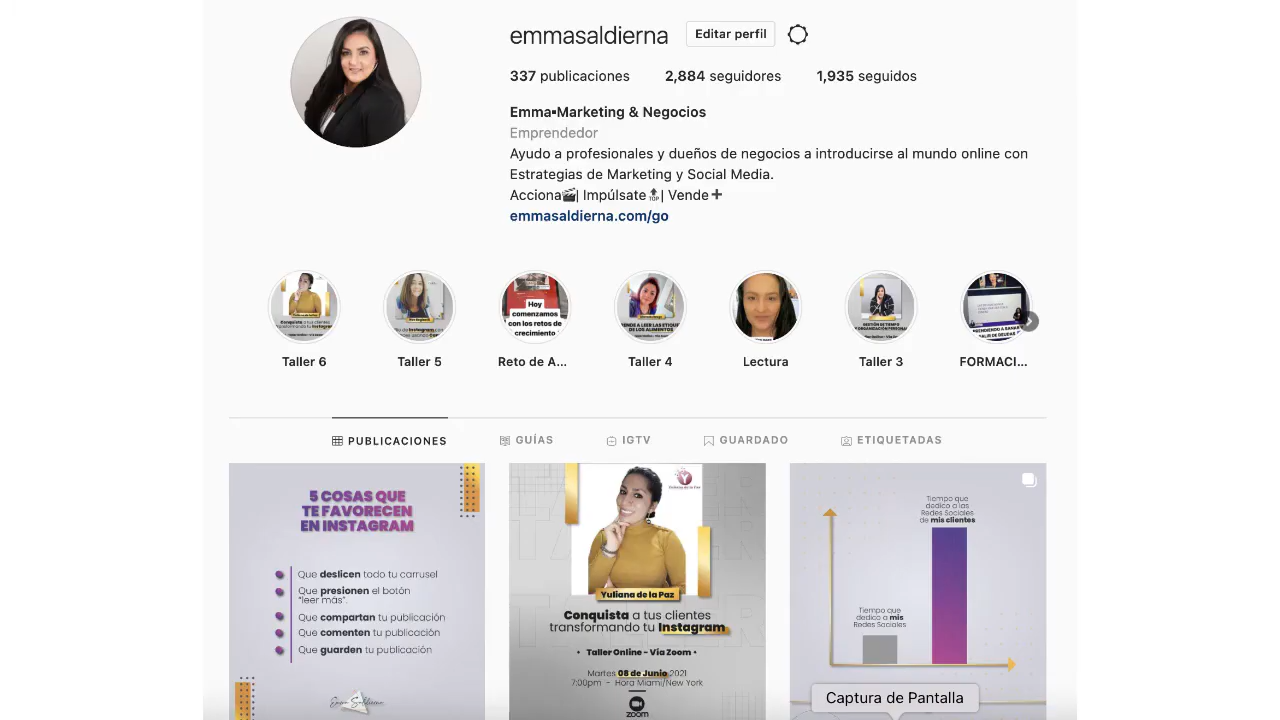 emmasaldierna
Editar perfil
337 publicaciones
2,884 seguidores
1,935 seguidos
Emma▪Marketing & Negocios
Emprendedor
Ayudo a profesionales y dueños de negocios a introducirse al mundo online con
Estrategias de Marketing y Social Media.
Acciona🎬| Impúlsate🔝| Vende➕
emmasaldierna.com/go
Hoy
comenzamos
con los retos de
crecimiento
Taller 6
Taller 5
Reto de A...
Taller 4
Lectura
Taller 3
FORMACI...
PUBLICACIONES
GUÍAS
IGTV
GUARDADO
ETIQUETADAS
5 COSAS QUE
TE FAVORECEN
EN INSTAGRAM
Que deslicen todo tu carrusel
Que presionen el botón
"leer más".
Que compartan tu publicación
Que comenten tu publicación
Que guarden tu publicación
Emma Saldierna
Yuliana de la Paz
Conquista a tus clientes
transformando tu Instagram
• Taller Online - Vía Zoom •
Martes 08 de Junio 2021
7:00pm - Hora Miami/New York
zoom
Tiempo que
dedico a las
Redes Sociales
de mis clientes
Tiempo que
dedico a mis
Redes Sociales
Captura de Pantalla